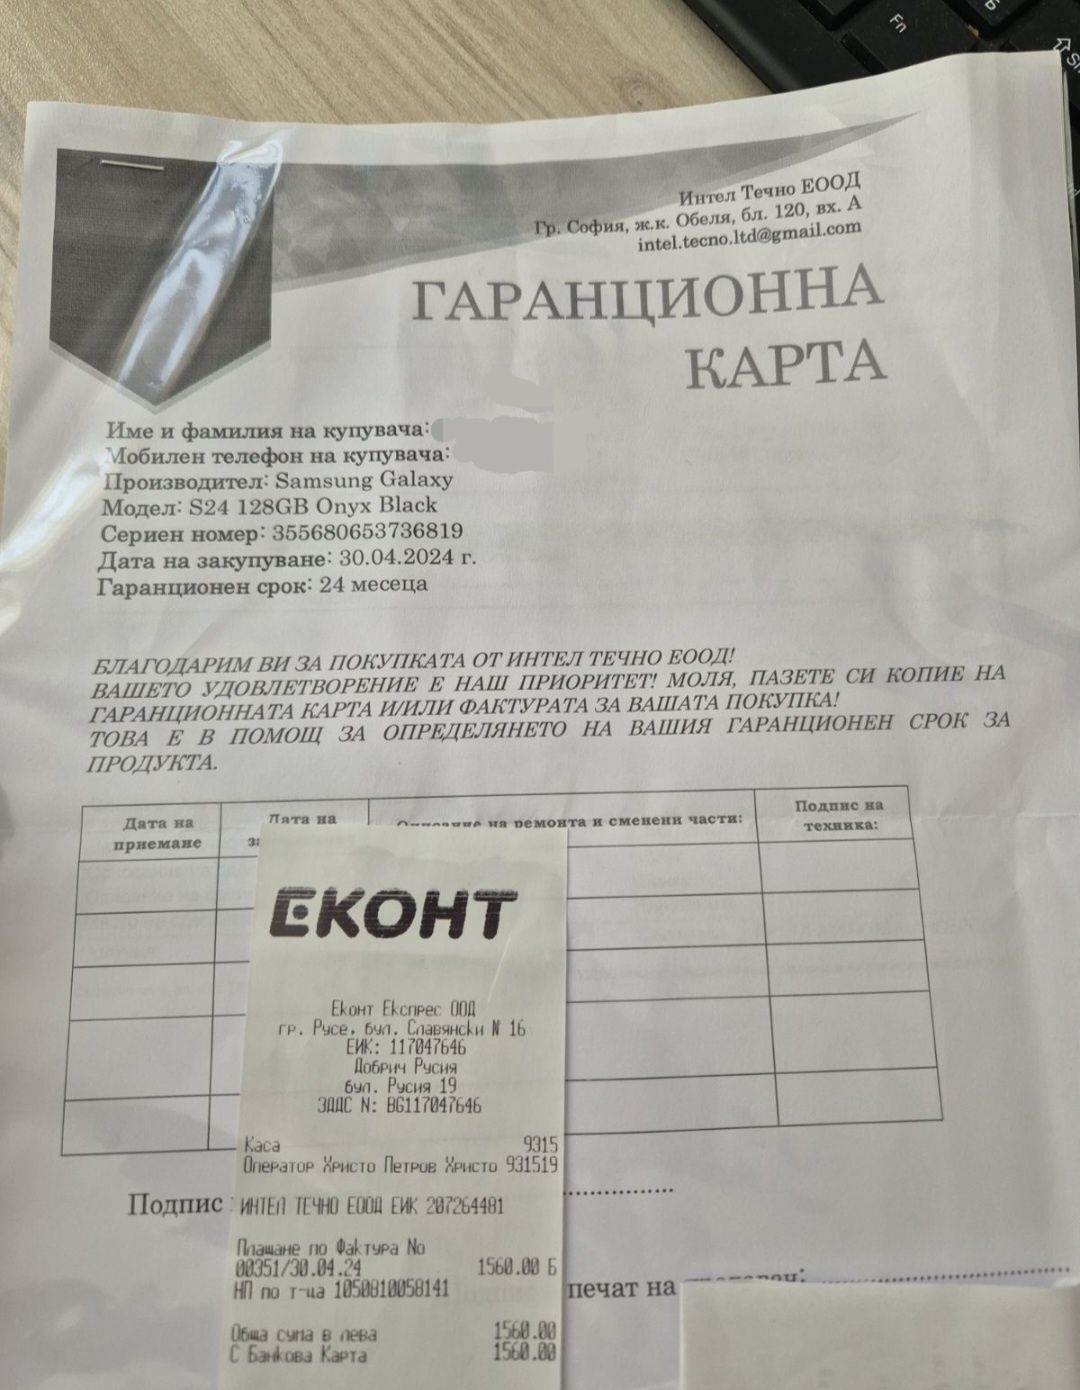 Fn
Б
Интел Течно ЕООД
Гр. София, ж.к. Обеля, бл. 120, вх. А
intel.tecno.ltd@gmail.com
ГАРАНЦИОННА
КАРТА
Име и фамилия на купувача:
Мобилен телефон на купувача:
Производител: Samsung Galaxy
Модел: S24 128GB Onyx Black
Сериен номер: 355680653736819
Дата на закупуване: 30.04.2024 г.
Гаранционен срок: 24 месеца
БЛАГОДАРИМ ВИ ЗА ПОКУПКАТА ОТ ИНТЕЛ ТЕЧНО ЕООД!
ВАШЕТО УДОВЛЕТВОРЕНИЕ Е НАШ ПРИОРИТЕТ! МОЛЯ, ПАЗЕТЕ СИ КОПИЕ НА
ГАРАНЦИОННАТА КАРТА И/ИЛИ ФАКТУРАТА ЗА ВАШАТА ПОКУПКА!
ТОВА Е В ПОМОЩ ЗА ОПРЕДЕЛЯНЕТО НА ВАШИЯ ГАРАНЦИОНЕН СРОК ЗА
ПРОДУКТА.
Дата на
приемане
Дата на
Описание на ремонта и сменени части:
Подпис на
техника:
ЕКОНТ
Еконт Експрес ООД
гр. Русе, бул. Славянски N 16
ЕИК: 117047646
Добрич Русия
бул. Русия 19
ЗДДС N: BG117047646
Каса 9315
Оператор Христо Петров Христо 931519
Подпис
ИНТЕЛ ТЕЧНО ЕООД ЕИК 207264481
Плащане по Фактура No
00351/30.04.24 1560.00 Б
НП по т-ца 1050810058141
печат на
Обща сума в лева 1560.00
С Банкова Карта 1560.00